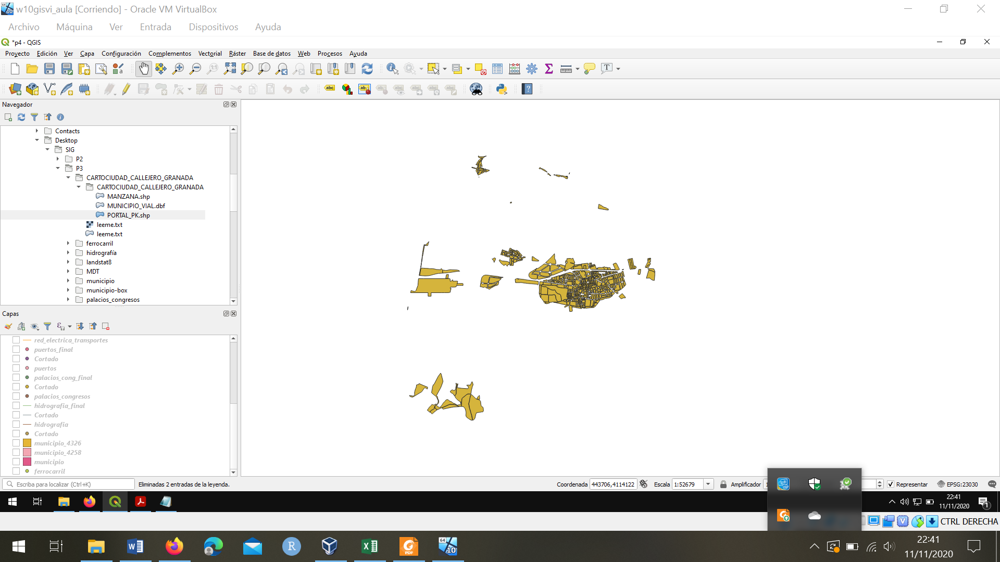 w10gisvi_aula [Corriendo] - Oracle VM VirtualBox
Archivo Máquina Ver Entrada Dispositivos Ayuda
*p4 - QGIS
Proyecto Edición Ver Capa Configuración Complementos Vectorial Ráster Base de datos Web Procesos Ayuda
Navegador
Contacts
Desktop
SIG
P2
P3
CARTOCIUDAD_CALLEJERO_GRANADA
CARTOCIUDAD_CALLEJERO_GRANADA
MANZANA.shp
MUNICIPIO_VIAL.dbf
PORTAL_PK.shp
leeme.txt
leeme.txt
ferrocarril
hidrografía
landstat8
MDT
municipio
municipio-box
palacios_congresos
Capas
red_electrica_transportes
puertos_final
Cortado
puertos
palacios_cong_final
Cortado
palacios_congresos
hidrografia_final
Cortado
hidrografia
Cortado
municipio_4326
municipio_4258
municipio
ferrocarril
Escriba para localizar (Ctrl+K) Eliminadas 2 entradas de la leyenda. Coordenada 443706,4114122 Escala 1:52679 Amplificador Representar EPSG:23030
22:41
11/11/2020
1
CTRL DERECHA
22:41
11/11/2020